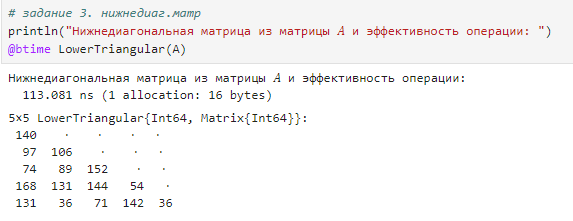 # задание 3. нижнедиаг.матр
println("Нижнедиагональная матрица из матрицы 𝐴 и эффективность операции: ")
@btime LowerTriangular(A)
Нижнедиагональная матрица из матрицы 𝐴 и эффективность операции:
113.081 ns (1 allocation: 16 bytes)
5×5 LowerTriangular{Int64, Matrix{Int64}}:
140 · · · ·
97 106 · · ·
74 89 152 · ·
168 131 144 54 ·
131 36 71 142 36